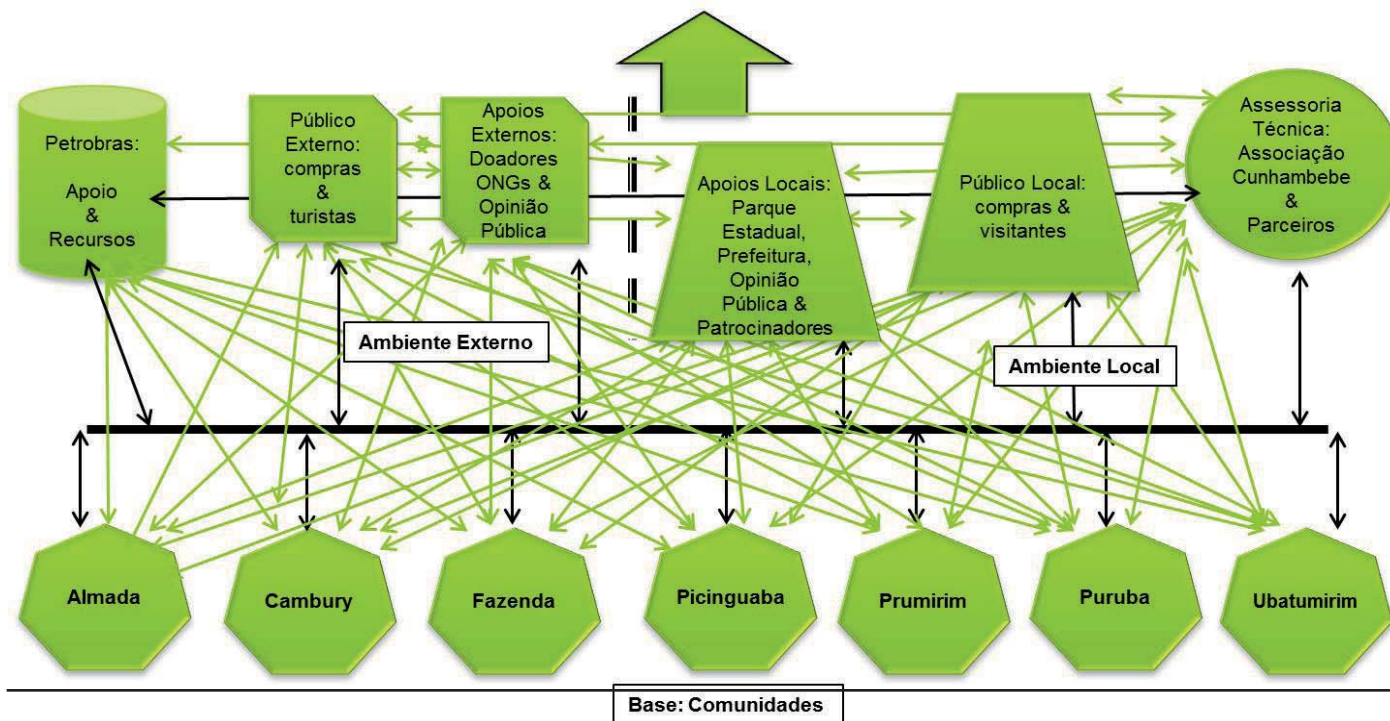 Petrobras:
Apoio
&
Recursos
Público
Externo:
compras
&
turistas
Apoios
Externos:
Doadores
ONGs &
Opinião
Pública
Apoios Locais:
Parque
Estadual,
Prefeitura,
Opinião
Pública &
Patrocinadores
Público Local:
compras &
visitantes
Assessoria
Técnica:
Associação
Cunhambebe
&
Parceiros
Ambiente Externo
Ambiente Local
Almada
Cambury
Fazenda
Picinguaba
Prumirim
Puruba
Ubatumirim
Base: Comunidades